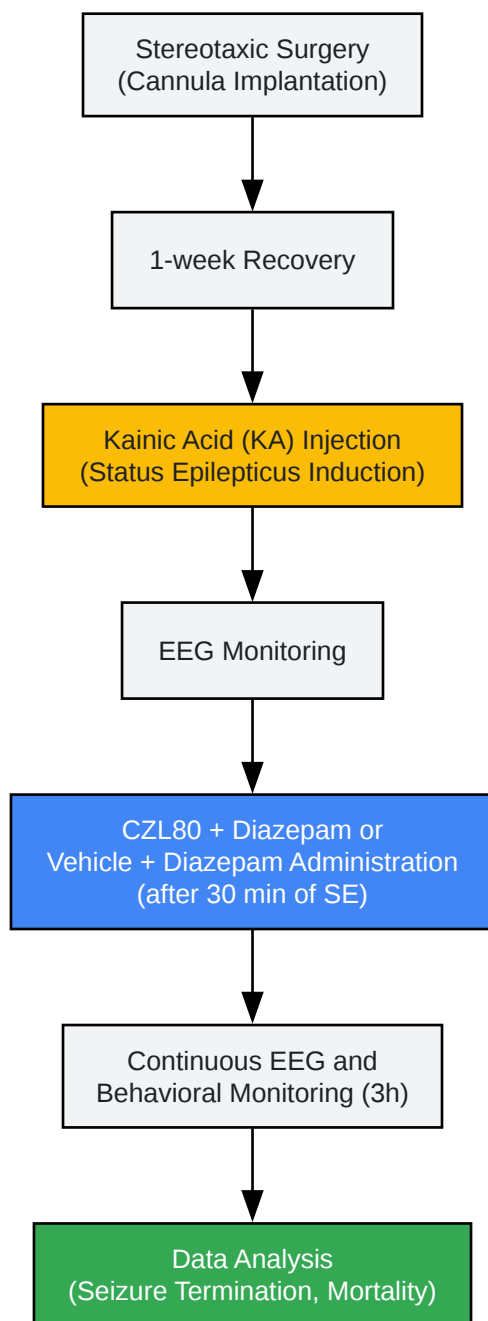 Stereotaxic Surgery
(Cannula Implantation)
1-week Recovery
Kainic Acid (KA) Injection
(Status Epilepticus Induction)
EEG Monitoring
CZL80 + Diazepam or
Vehicle + Diazepam Administration
(after 30 min of SE)
Continuous EEG and
Behavioral Monitoring (3h)
Data Analysis
(Seizure Termination, Mortality)